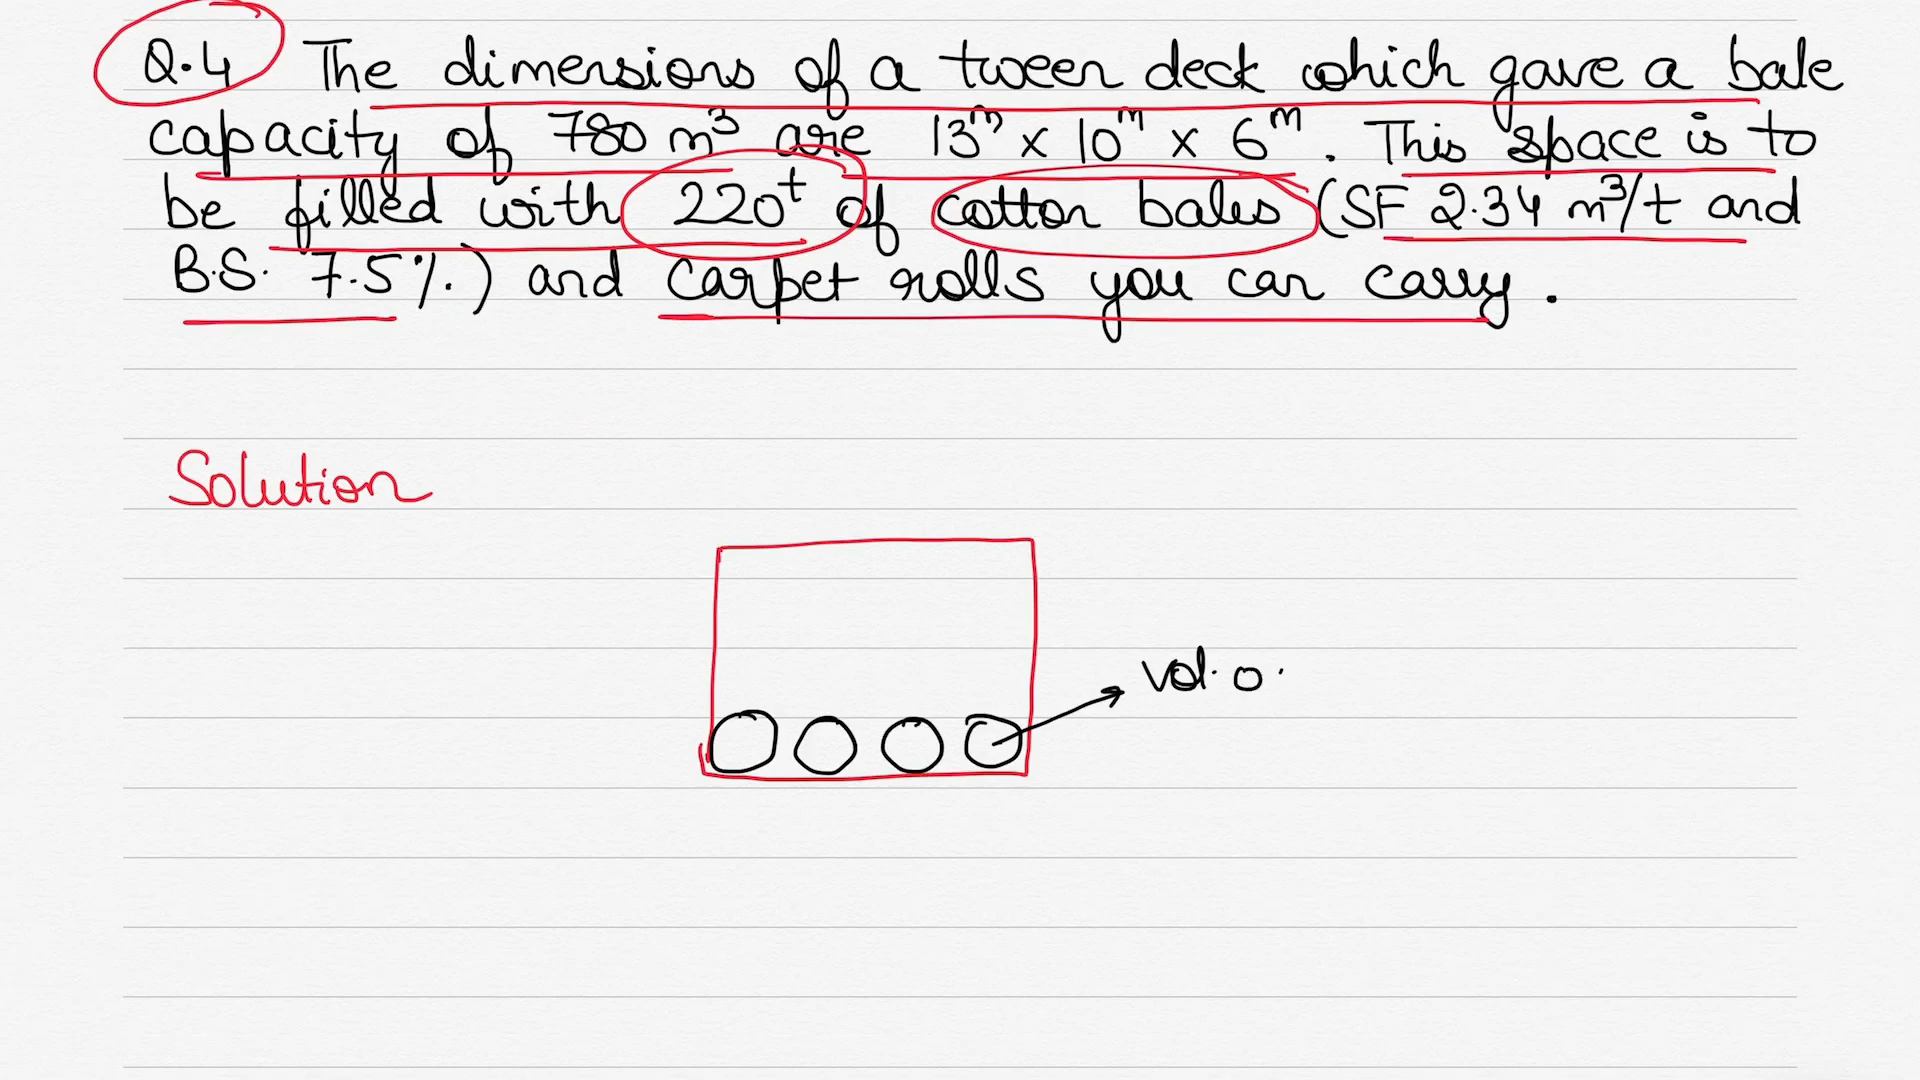 Q.4 The dimensions of a tween deck which gave a bale
capacity of 780 m³ are 13ᵐ x 10ᵐ x 6ᵐ. This space is to
be filled with 220ᵗ of cotton bales (SF 2.34 m³/t and
B.S. 7.5%.) and carpet rolls you can carry.
Solution
Vol. o.